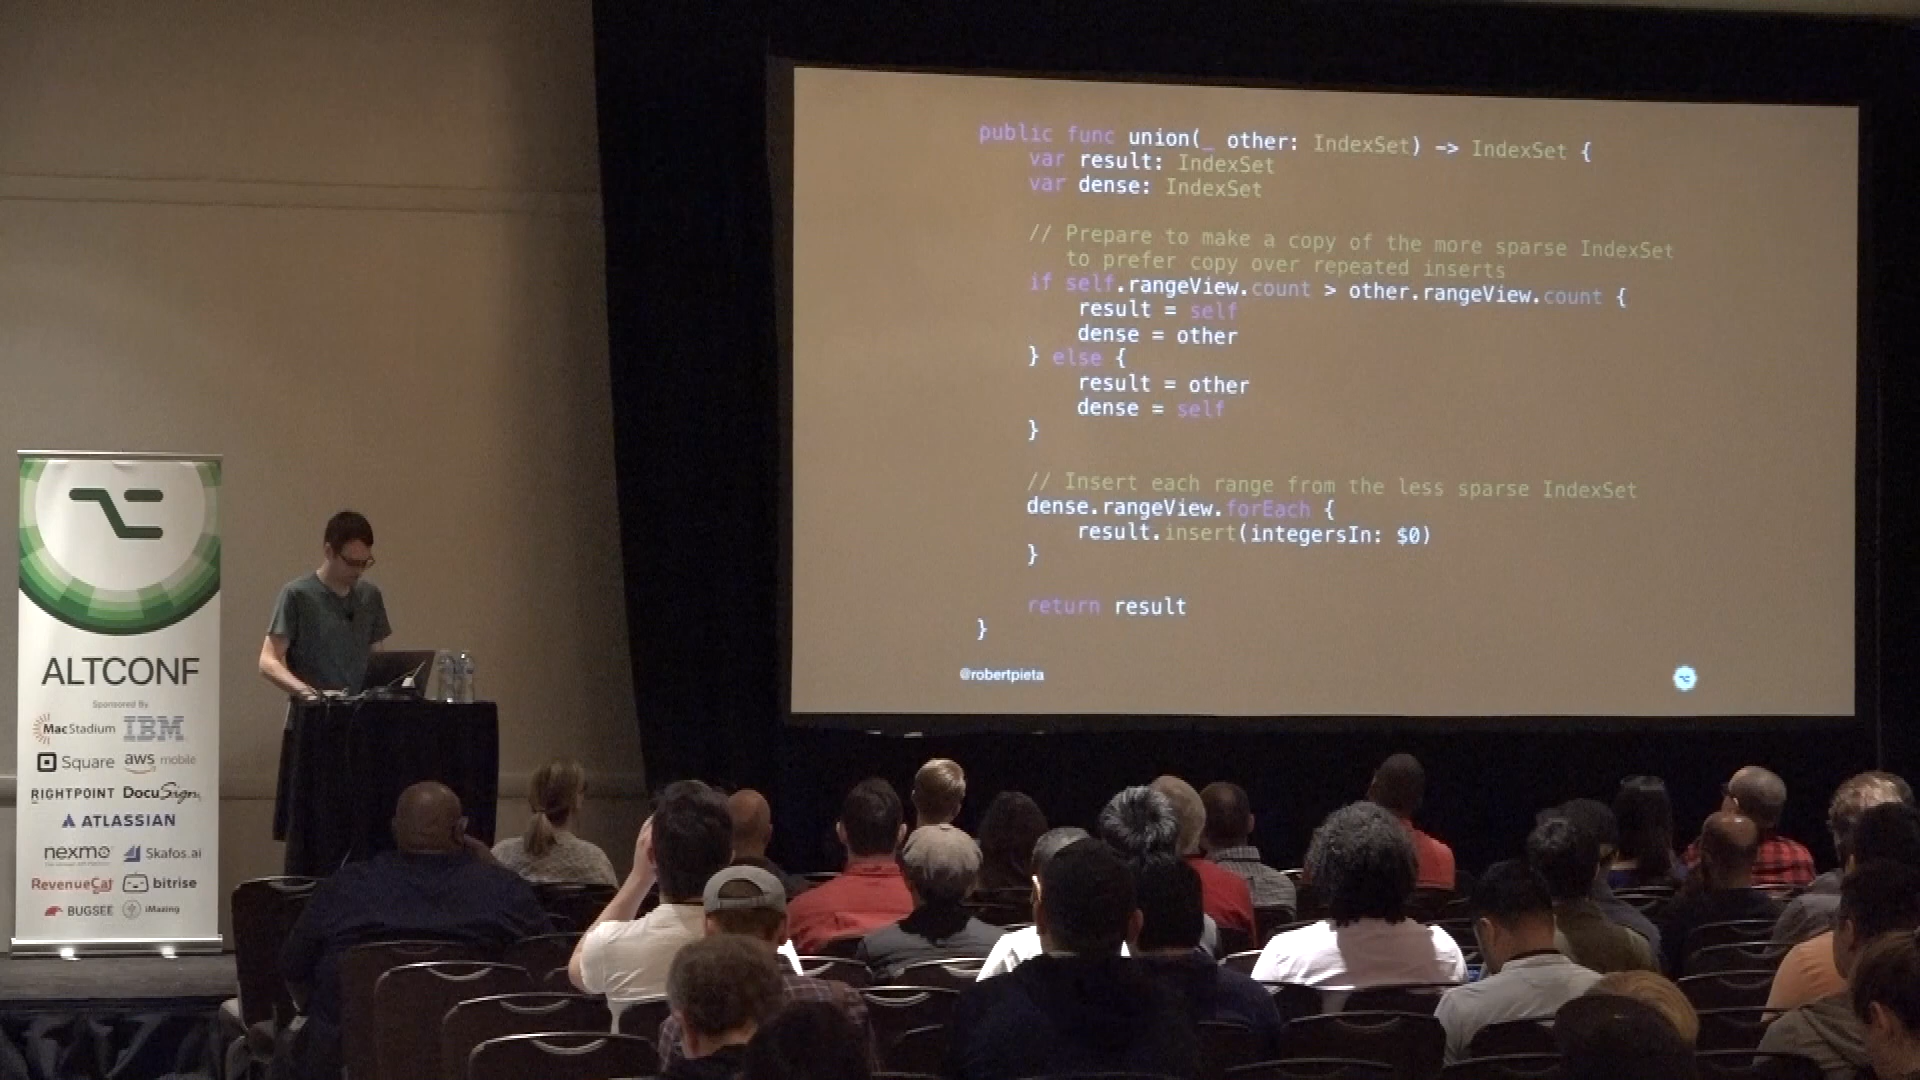 public func union(_ other: IndexSet) -> IndexSet {
var result: IndexSet
var dense: IndexSet
// Prepare to make a copy of the more sparse IndexSet
to prefer copy over repeated inserts
if self.rangeView.count > other.rangeView.count {
result = self
dense = other
} else {
result = other
dense = self
}
// Insert each range from the less sparse IndexSet
dense.rangeView.forEach {
result.insert(integersIn: $0)
}
return result
}
@robertpieta
ALTCONF
Sponsored By
MacStadium IBM
Square aws mobile
RIGHTPOINT DocuSign
ATLASSIAN
nexmo Skafos.ai
RevenueCat bitrise
BUGSEE iMazing